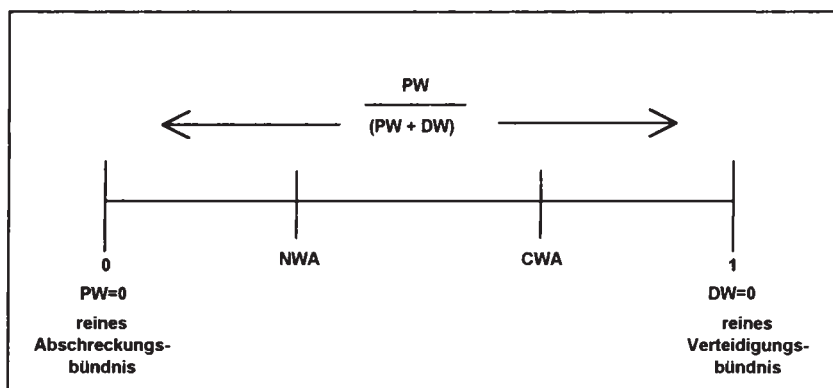 PW
(PW + DW)
0
NWA
CWA
1
PW=0
DW=0
reines
Abschreckungs-
bündnis
reines
Verteidigungs-
bündnis